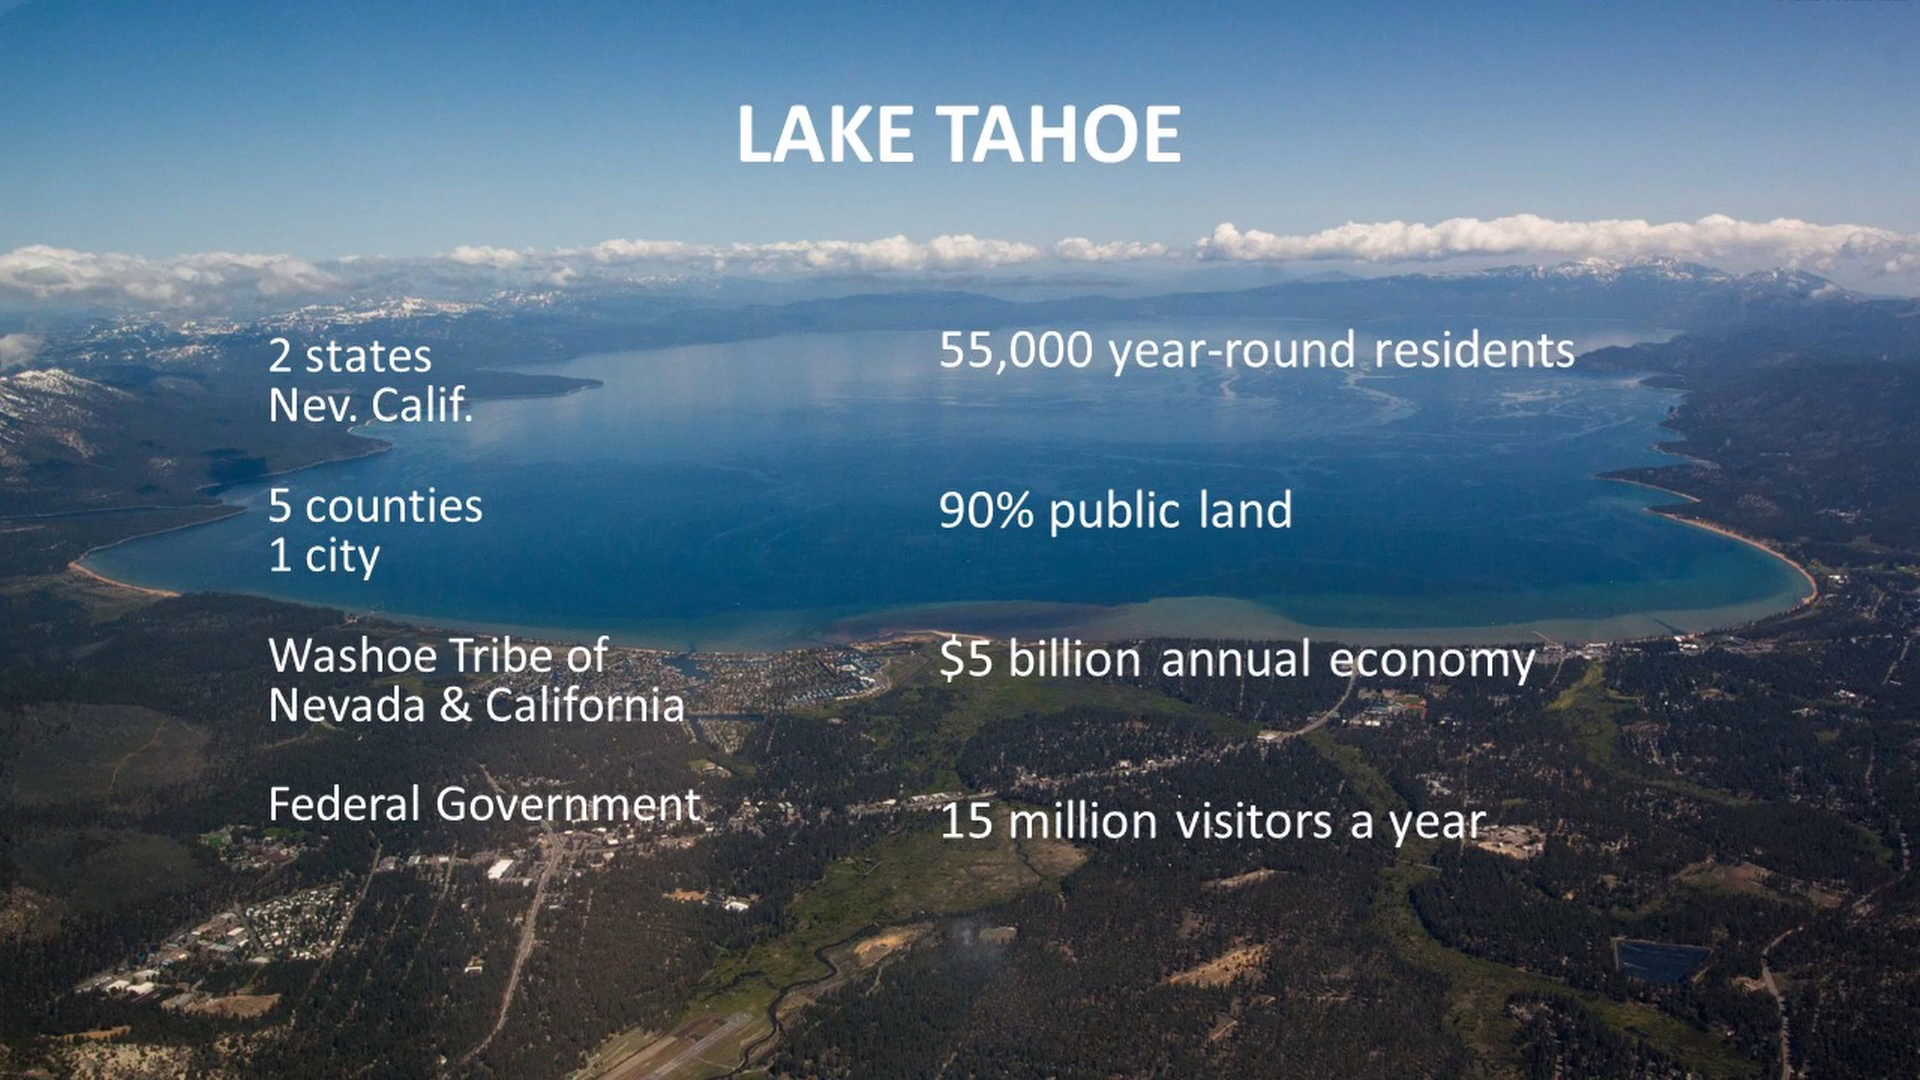 LAKE TAHOE
2 states
Nev. Calif.
5 counties
1 city
Washoe Tribe of
Nevada & California
Federal Government
55,000 year-round residents
90% public land
$5 billion annual economy
15 million visitors a year